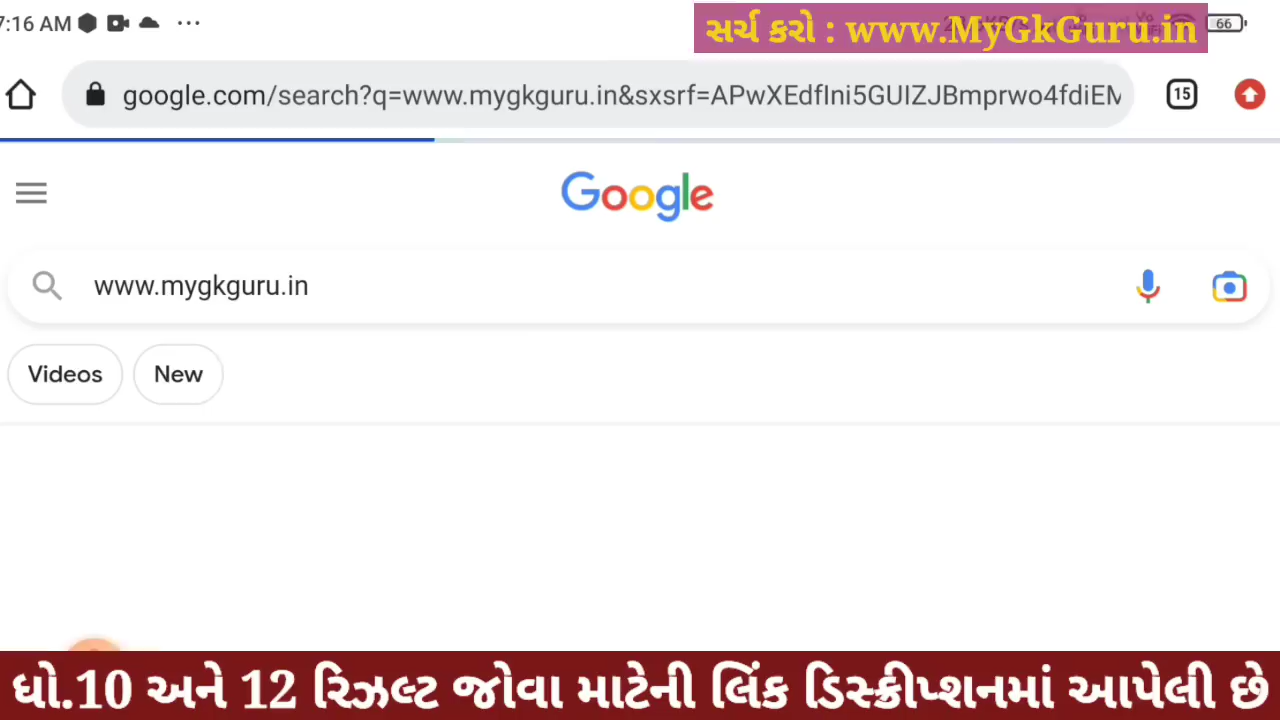 7:16 AM
સર્ચ કરો : www.MyGkGuru.in
66
google.com/search?q=www.mygkguru.in&sxsrf=APwXEdfIni5GUIZJBmprwo4fdiEM
15
Google
www.mygkguru.in
Videos
New
ધો.10 અને 12 રિઝલ્ટ જોવા માટેની લિંક ડિસ્ક્રીપ્શનમાં આપેલી છે